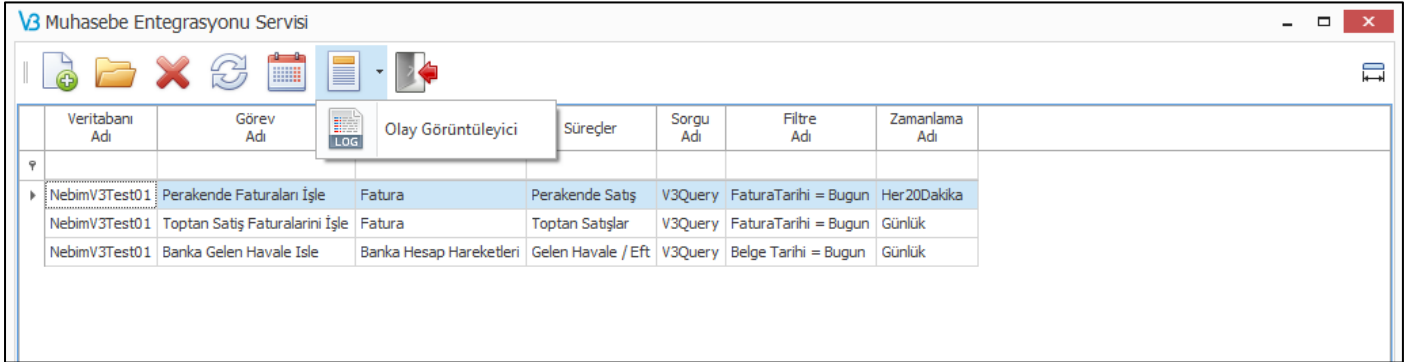 V3 Muhasebe Entegrasyonu Servisi
LOG Olay Görüntüleyici
Veritabanı Adı Görev Adı Süreçler Sorgu Adı Filtre Adı Zamanlama Adı
NebimV3Test01 Perakende Faturaları İşle Fatura Perakende Satış V3Query FaturaTarihi = Bugun Her20Dakika
NebimV3Test01 Toptan Satiş Faturalarini İşle Fatura Toptan Satışlar V3Query FaturaTarihi = Bugun Günlük
NebimV3Test01 Banka Gelen Havale Isle Banka Hesap Hareketleri Gelen Havale / Eft V3Query Belge Tarihi = Bugun Günlük